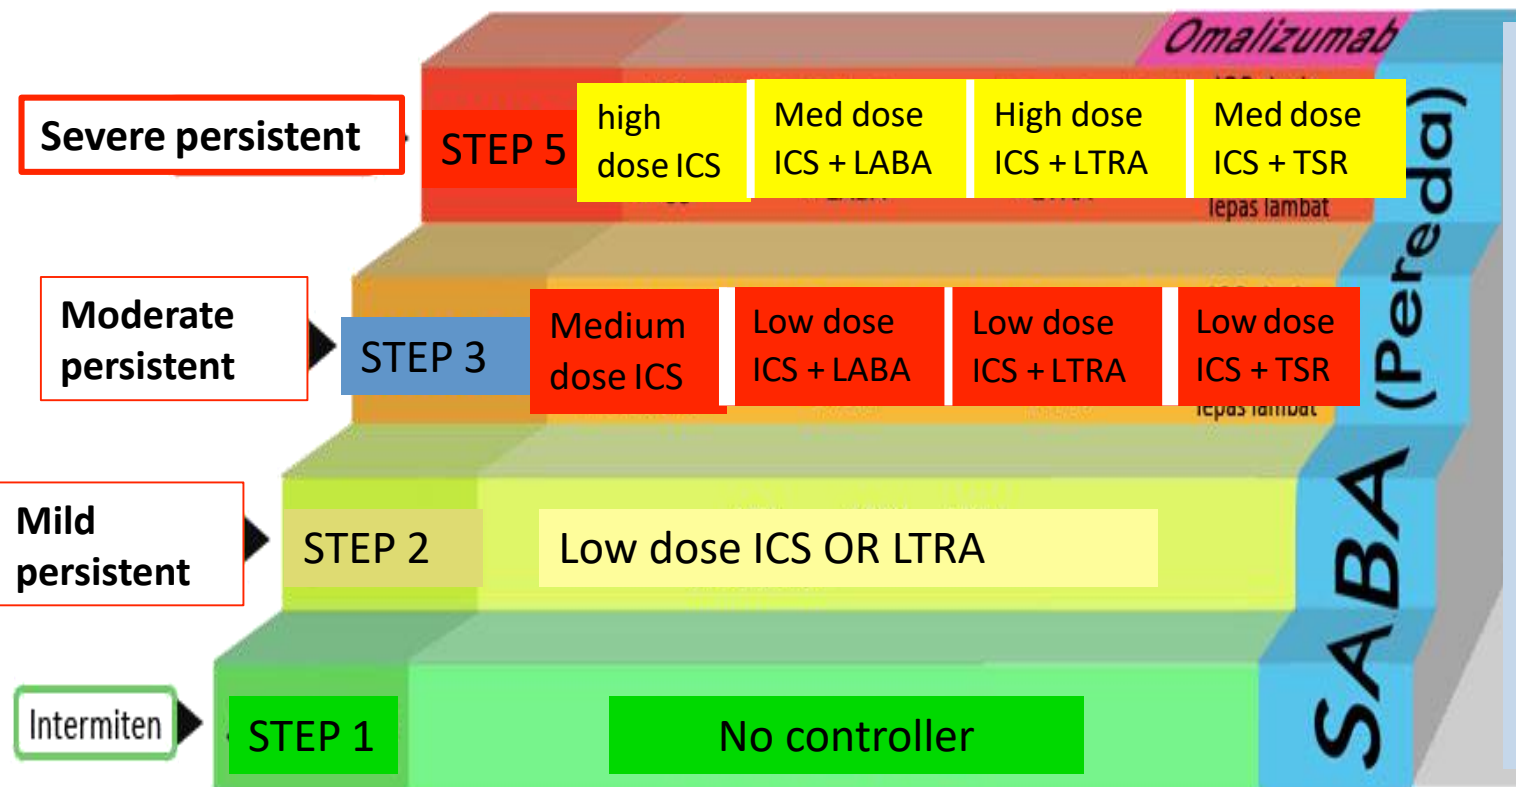 Omalizumab
Severe persistent
STEP 5
high
dose ICS
Med dose
ICS + LABA
High dose
ICS + LTRA
Med dose
ICS + TSR
lepas lambat
Moderate
persistent
STEP 3
Medium
dose ICS
Low dose
ICS + LABA
Low dose
ICS + LTRA
Low dose
ICS + TSR
lepas lambat
Mild
persistent
STEP 2
Low dose ICS OR LTRA
Intermiten
STEP 1
No controller
SABA (Pereda)